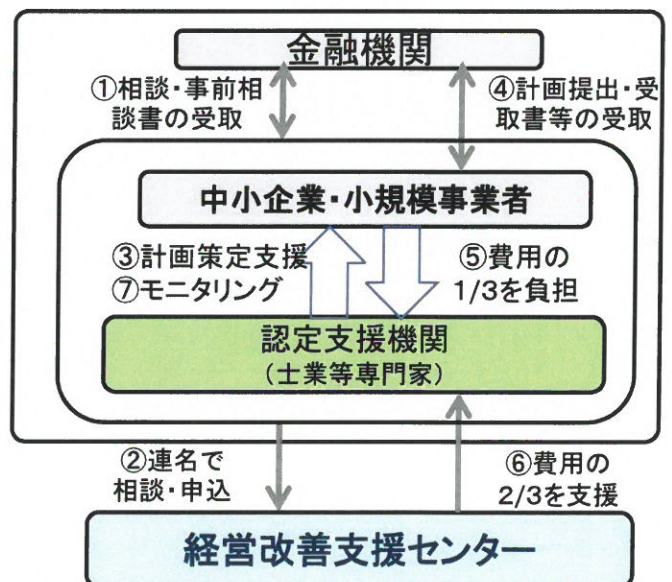 金融機関
①相談・事前相
談書の受取
④計画提出・受
取書等の受取
中小企業・小規模事業者
③計画策定支援
⑦モニタリング
⑤費用の
1/3を負担
認定支援機関
(士業等専門家)
②連名で
相談・申込
⑥費用の
2/3を支援
経営改善支援センター